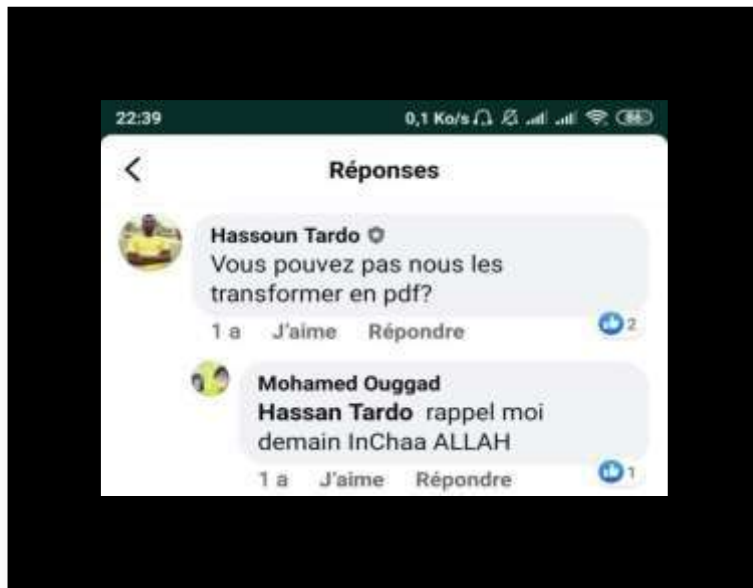 22:39 0,1 Ko/s 86
Réponses
Hassoun Tardo
Vous pouvez pas nous les
transformer en pdf?
1 a J'aime Répondre 2
Mohamed Ouggad
Hassan Tardo rappel moi
demain InChaa ALLAH
1 a J'aime Répondre 1